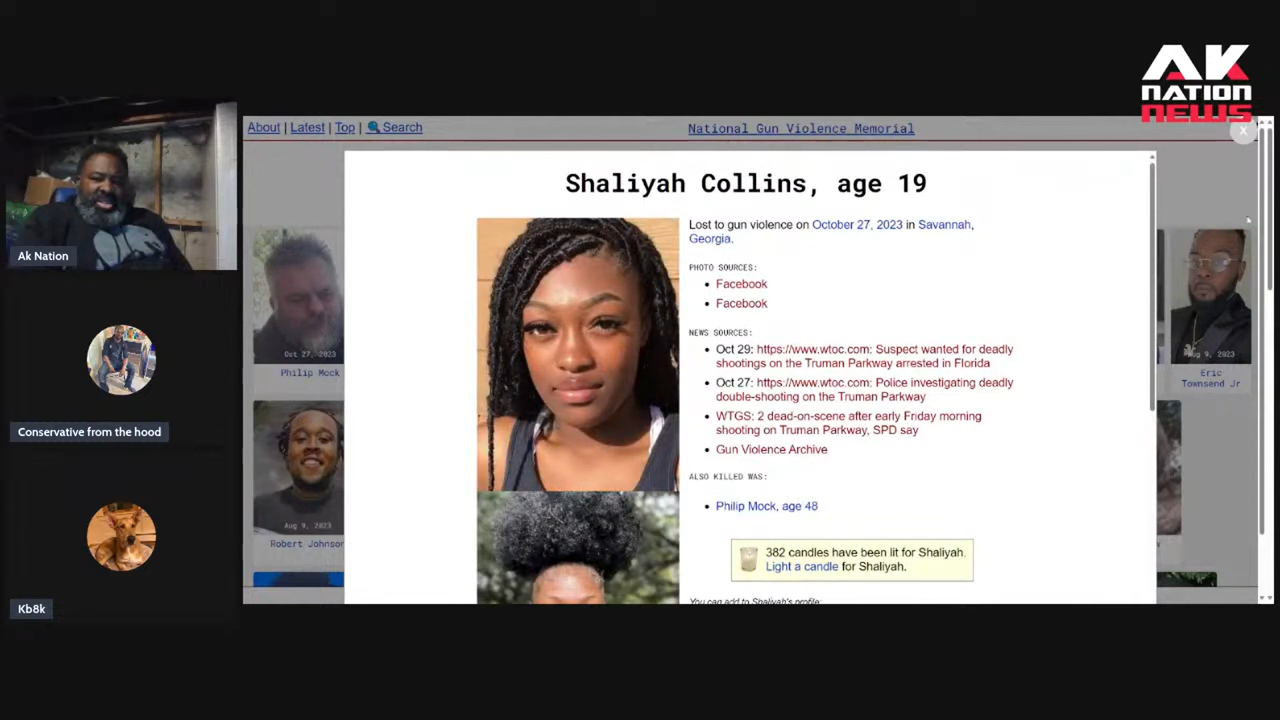 AK
NATION
NEWS
About | Latest | Top | Search
National Gun Violence Memorial
x
Shaliyah Collins, age 19
Lost to gun violence on October 27, 2023 in Savannah,
Georgia.
PHOTO SOURCES:
Facebook
Facebook
NEWS SOURCES:
Oct 29: https://www.wtoc.com: Suspect wanted for deadly
shootings on the Truman Parkway arrested in Florida
Oct 27: https://www.wtoc.com: Police investigating deadly
double-shooting on the Truman Parkway
WTGS: 2 dead-on-scene after early Friday morning
shooting on Truman Parkway, SPD say
Gun Violence Archive
ALSO KILLED WAS:
Philip Mock, age 48
382 candles have been lit for Shaliyah.
Light a candle for Shaliyah.
You can add to Shaliyah's profile:
Oct 27, 2023
Philip Mock
Aug 9, 2023
Robert Johnson
Aug 9, 2023
Eric
Townsend Jr
Ak Nation
Conservative from the hood
Kb8k